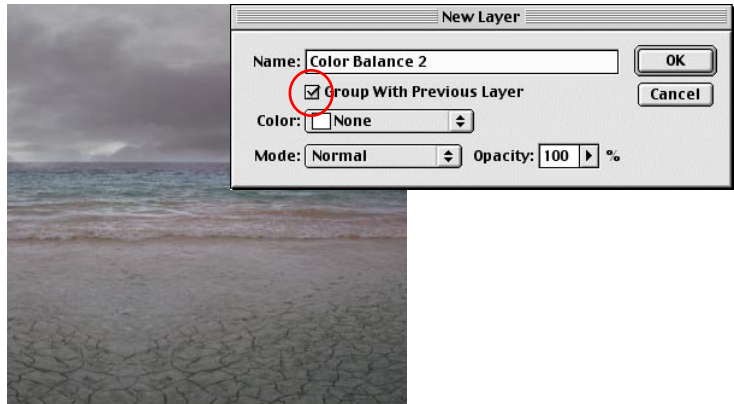 New Layer
Name: Color Balance 2
OK
Group With Previous Layer
Cancel
Color: None
Mode: Normal Opacity: 100 %